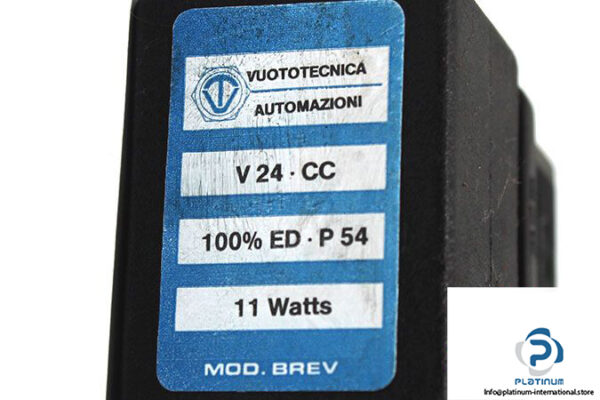 VUOTOTECNICA
AUTOMAZIONI
V 24 · CC
100% ED · P 54
11 Watts
MOD. BREV
PLATINUM
info@platinum-international.store